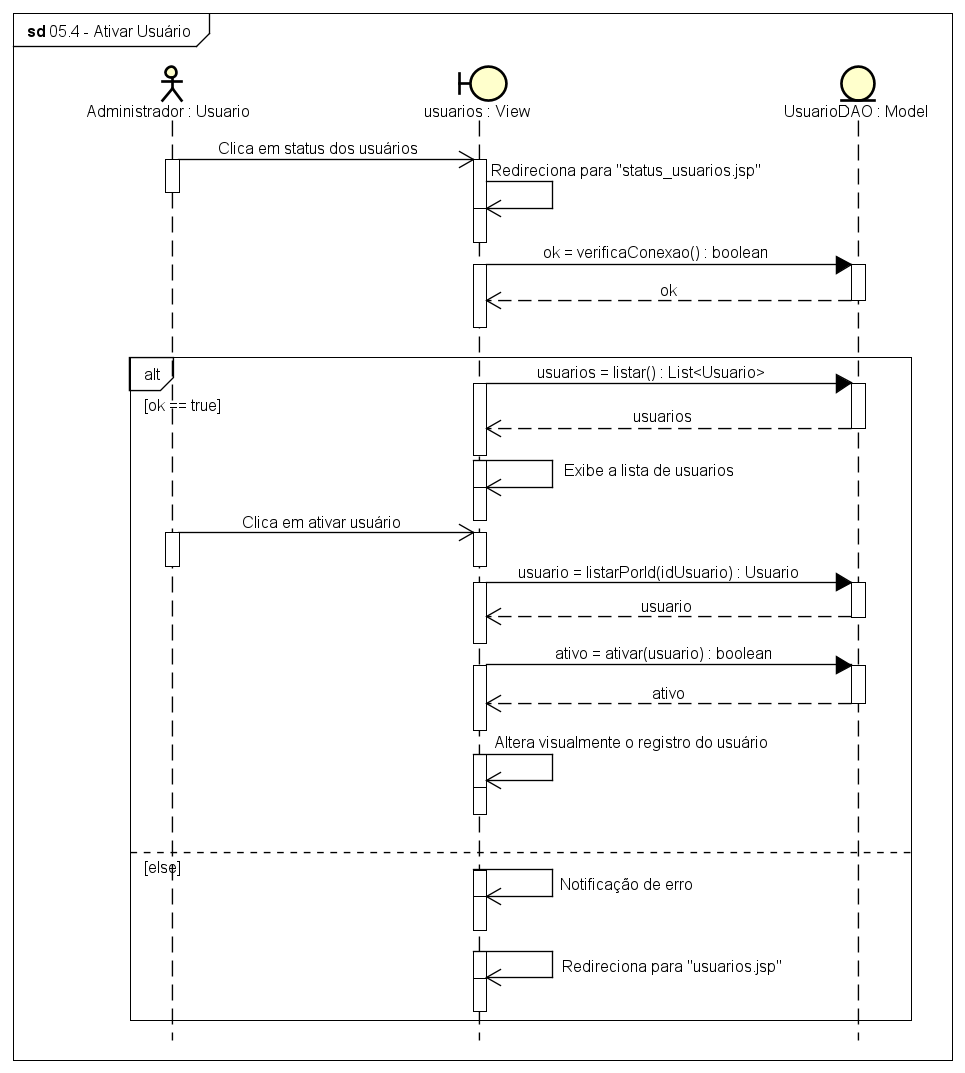 sd 05.4 - Ativar Usuário
Administrador : Usuario
usuarios : View
UsuarioDAO : Model
Clica em status dos usuários
Redireciona para "status_usuarios.jsp"
ok = verificaConexao() : boolean
ok
alt
usuarios = listar() : List<Usuario>
[ok == true]
usuarios
Exibe a lista de usuarios
Clica em ativar usuário
usuario = listarPorId(idUsuario) : Usuario
usuario
ativo = ativar(usuario) : boolean
ativo
Altera visualmente o registro do usuário
[else]
Notificação de erro
Redireciona para "usuarios.jsp"